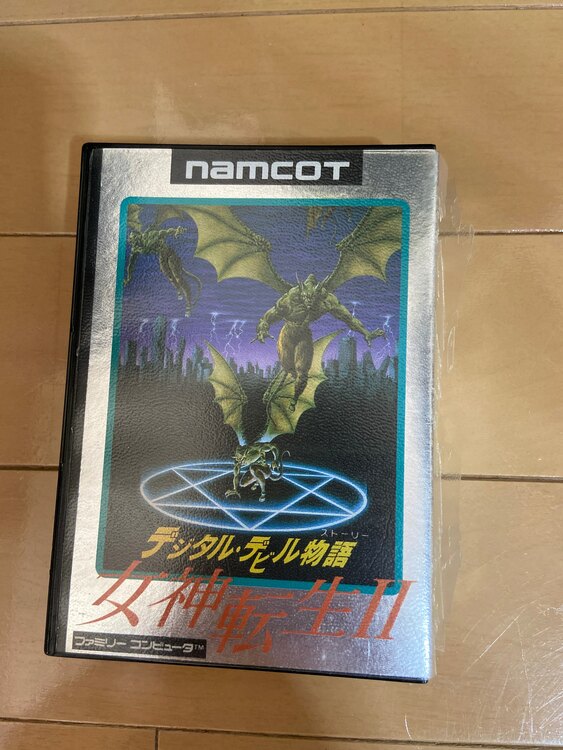 namcoT
デジタル・デビル物語
ストーリー
女神転生II
ファミリー コンピュータ™